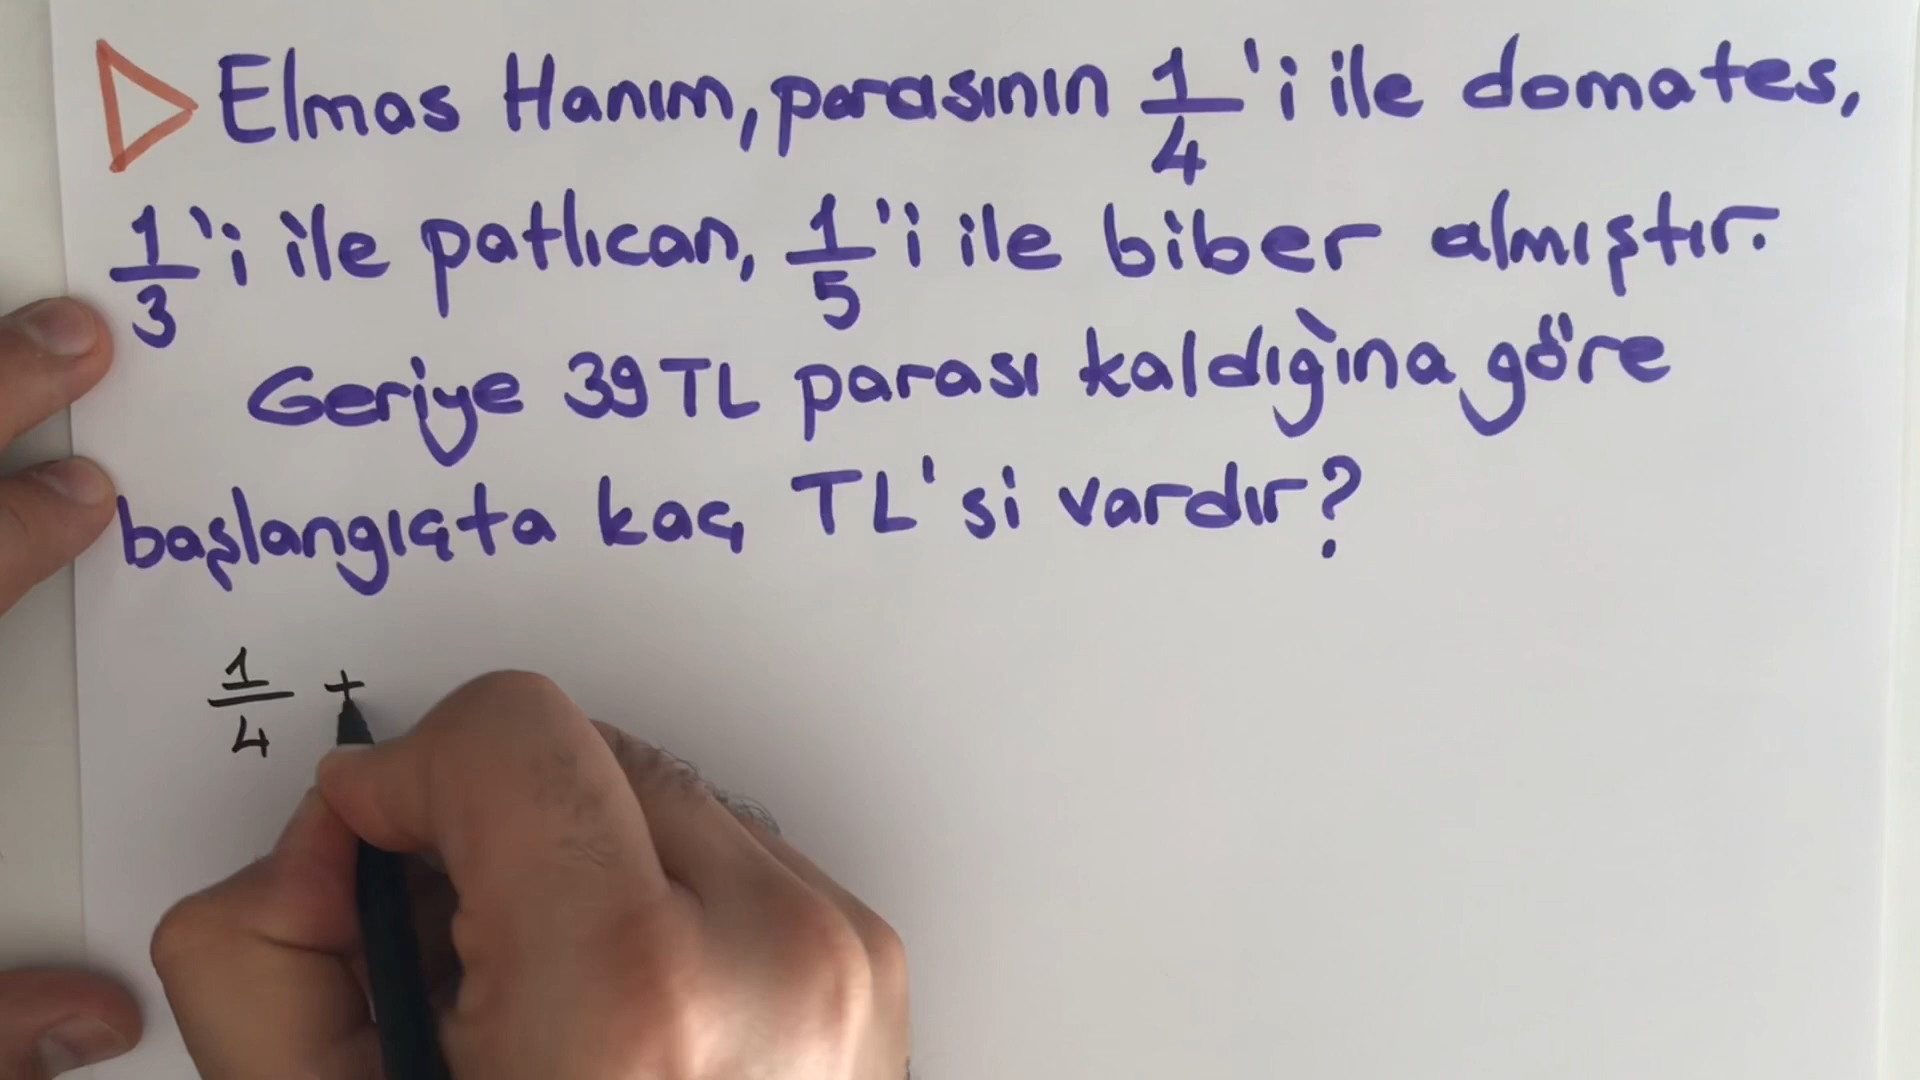 Elmas Hanım, parasının 1/4'i ile domates,
1/3'i ile patlıcan, 1/5'i ile biber almıştır.
Geriye 39 TL parası kaldığına göre
başlangıçta kaç TL'si vardır?
1/4 +